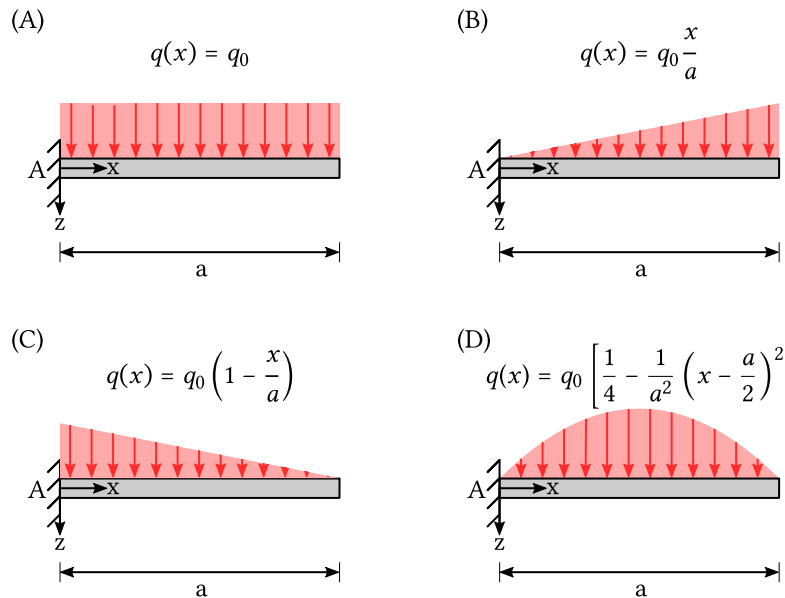 (A)
q(x) = q₀
A
x
z
a
(B)
q(x) = q₀ x/a
A
x
z
a
(C)
q(x) = q₀ (1 − x/a)
A
x
z
a
(D)
q(x) = q₀ [1/4 − 1/a² (x − a/2)²
A
x
z
a